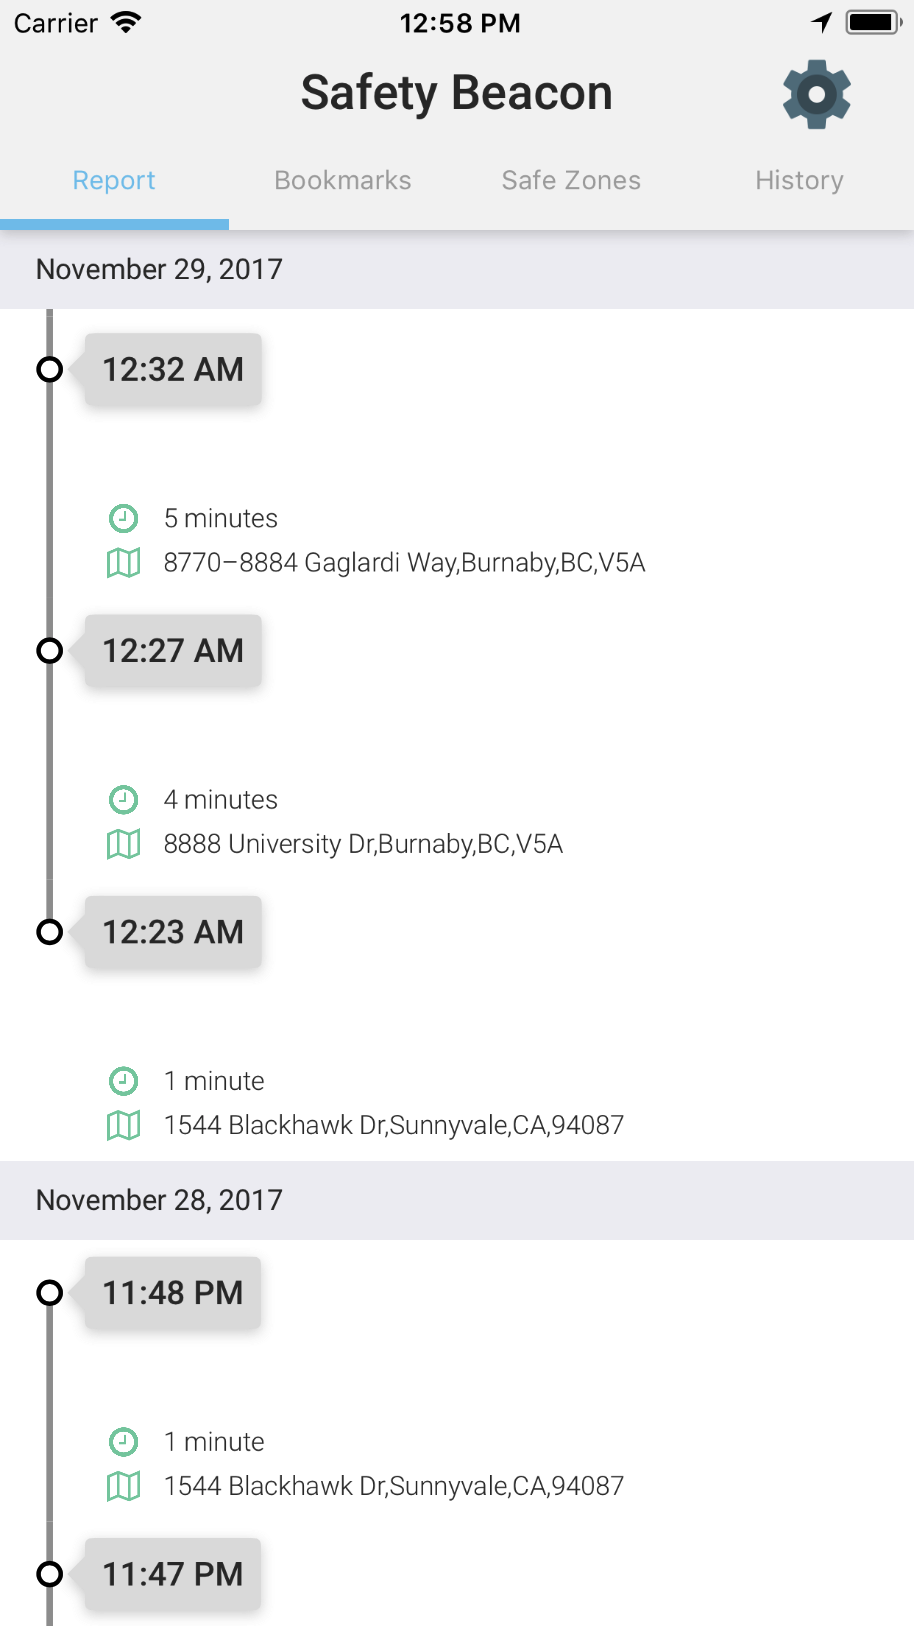 Carrier 12:58 PM
Safety Beacon
Report Bookmarks Safe Zones History
November 29, 2017
12:32 AM
5 minutes
8770–8884 Gaglardi Way,Burnaby,BC,V5A
12:27 AM
4 minutes
8888 University Dr,Burnaby,BC,V5A
12:23 AM
1 minute
1544 Blackhawk Dr,Sunnyvale,CA,94087
November 28, 2017
11:48 PM
1 minute
1544 Blackhawk Dr,Sunnyvale,CA,94087
11:47 PM